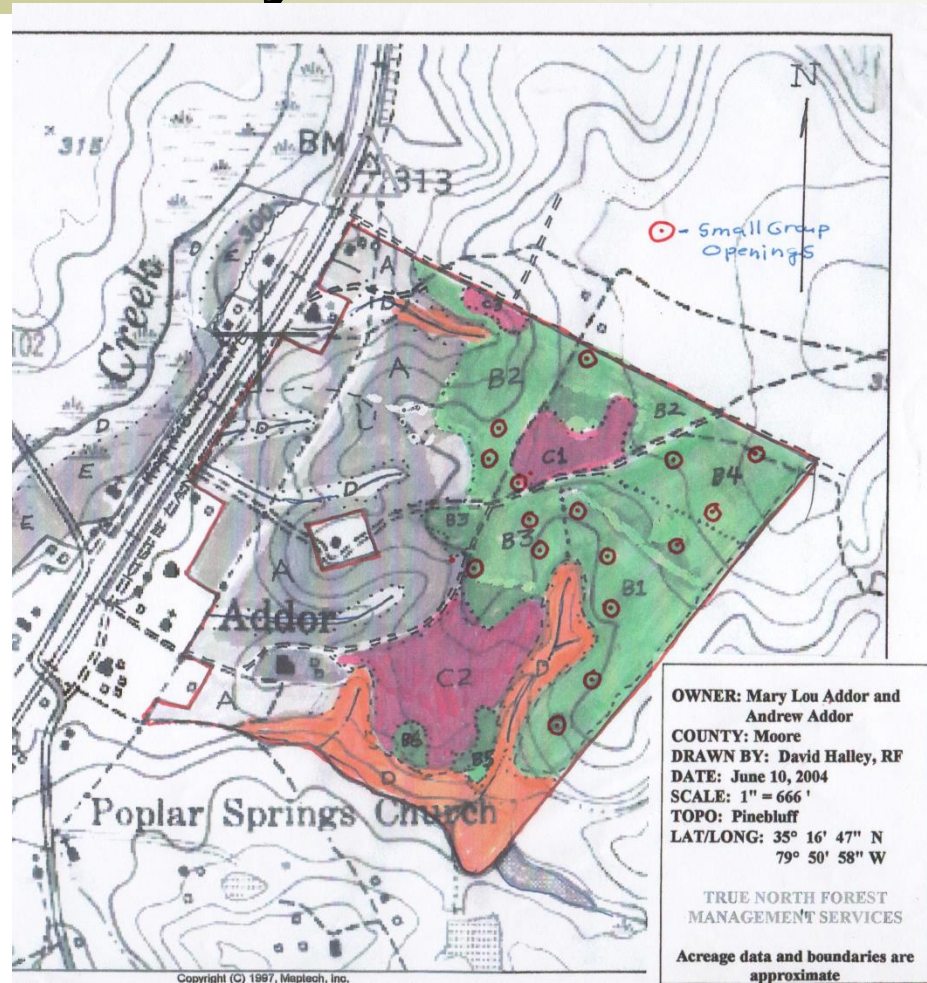 N
315
BM
313
- Small Group
Openings
300
D
E
Creek
A
D
C3
102
A
B2
B2
D
C1
B4
D
E
E
D
B3
B3
A
B1
Addor
C2
D
A
B6
B5
D
Poplar Springs Church
OWNER: Mary Lou Addor and
Andrew Addor
COUNTY: Moore
DRAWN BY: David Halley, RF
DATE: June 10, 2004
SCALE: 1" = 666 '
TOPO: Pinebluff
LAT/LONG: 35° 16' 47" N
79° 50' 58" W
TRUE NORTH FOREST
MANAGEMENT SERVICES
Acreage data and boundaries are
approximate
Copyright (C) 1997, Maptech, Inc.